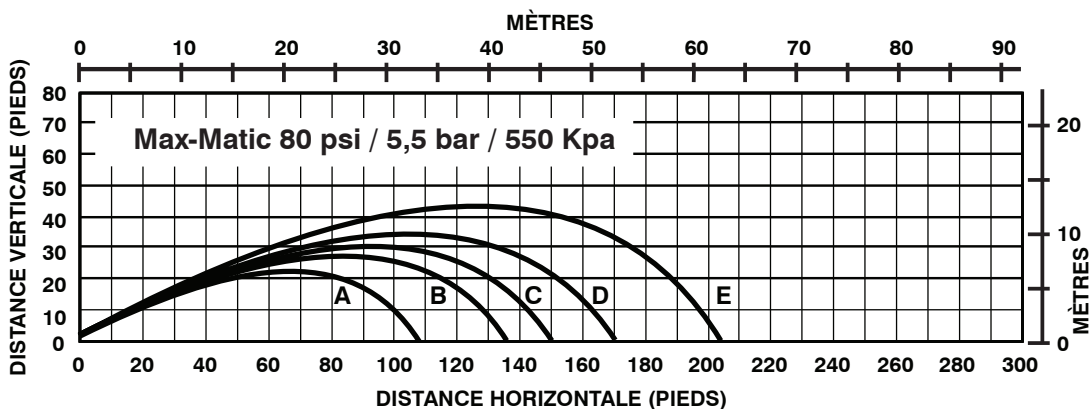 MÈTRES
0 10 20 30 40 50 60 70 80 90
DISTANCE VERTICALE (PIEDS)
80
70
60
50
40
30
20
10
0
Max-Matic 80 psi / 5,5 bar / 550 Kpa
A B C D E
20
10
0
MÈTRES
0 20 40 60 80 100 120 140 160 180 200 220 240 260 280 300
DISTANCE HORIZONTALE (PIEDS)